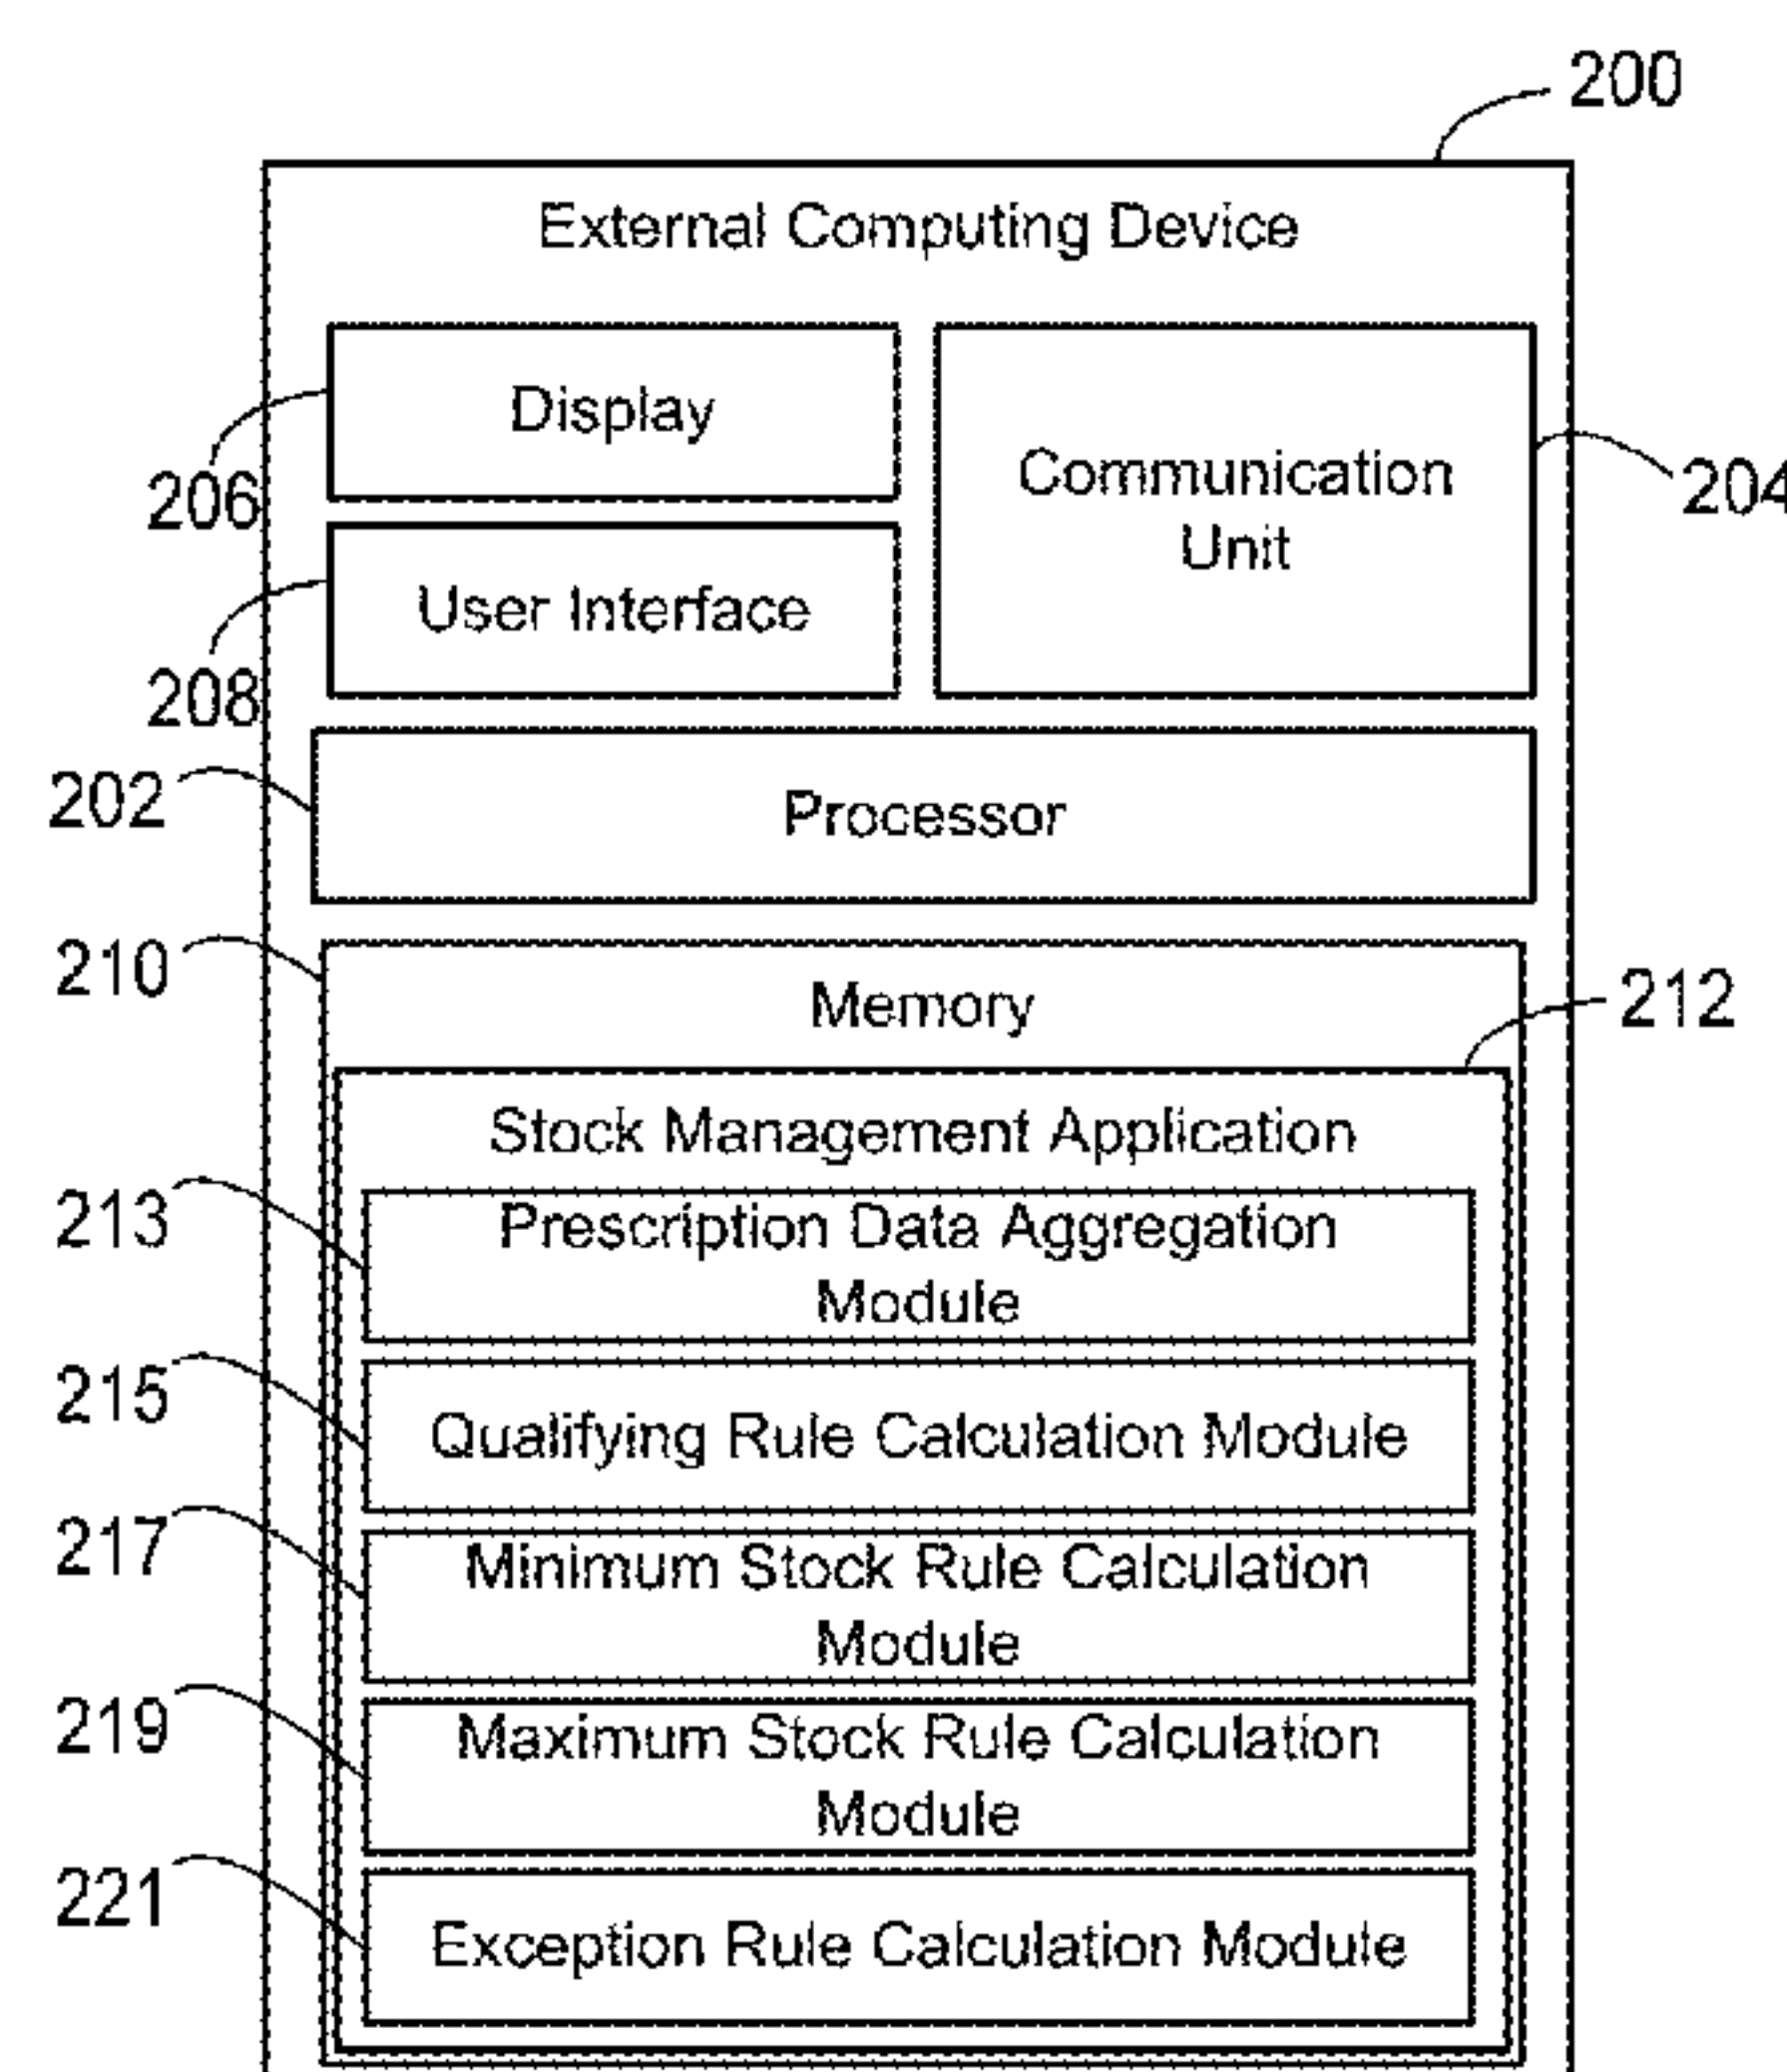 200
External Computing Device
Display
Communication
Unit
206
204
User Interface
208
202
Processor
210
Memory
212
Stock Management Application
213
Prescription Data Aggregation
Module
215
Qualifying Rule Calculation Module
217
Minimum Stock Rule Calculation
Module
219
Maximum Stock Rule Calculation
Module
221
Exception Rule Calculation Module